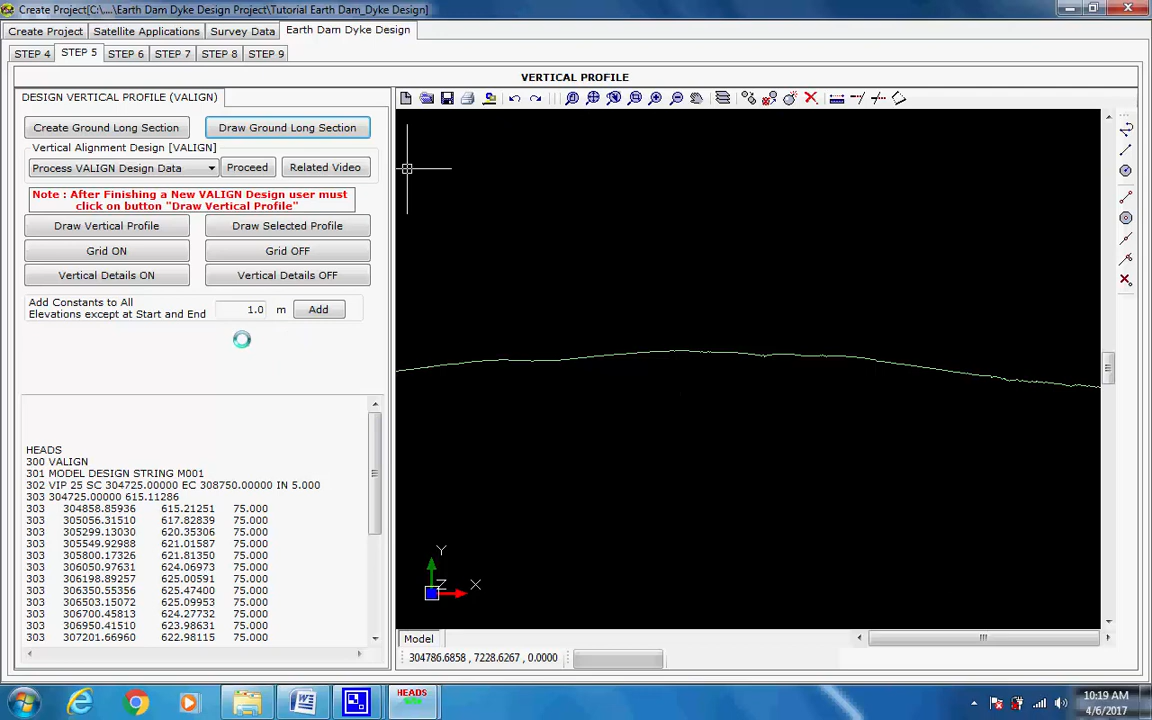 Create Project[C:\....\Earth Dam Dyke Design Project\Tutorial Earth Dam_Dyke Design]
Create Project
Satellite Applications
Survey Data
Earth Dam Dyke Design
STEP 4
STEP 5
STEP 6
STEP 7
STEP 8
STEP 9
VERTICAL PROFILE
DESIGN VERTICAL PROFILE (VALIGN)
Create Ground Long Section
Draw Ground Long Section
Vertical Alignment Design [VALIGN]
Process VALIGN Design Data
Proceed
Related Video
Note : After Finishing a New VALIGN Design user must
click on button "Draw Vertical Profile"
Draw Vertical Profile
Draw Selected Profile
Grid ON
Grid OFF
Vertical Details ON
Vertical Details OFF
Add Constants to All
Elevations except at Start and End
1.0
m
Add
HEADS
300 VALIGN
301 MODEL DESIGN STRING M001
302 VIP 25 SC 304725.00000 EC 308750.00000 IN 5.000
303 304725.00000 615.11286
303 304858.85936 615.21251 75.000
303 305056.31510 617.82839 75.000
303 305299.13030 620.35306 75.000
303 305549.92988 621.01587 75.000
303 305800.17326 621.81350 75.000
303 306050.97631 624.06973 75.000
303 306198.89257 625.00591 75.000
303 306350.55356 625.47400 75.000
303 306503.15072 625.09953 75.000
303 306700.45813 624.27732 75.000
303 306950.41510 623.98631 75.000
303 307201.66960 622.98115 75.000
Y
Z
X
Model
304786.6858 , 7228.6267 , 0.0000
HEADS
10:19 AM
4/6/2017